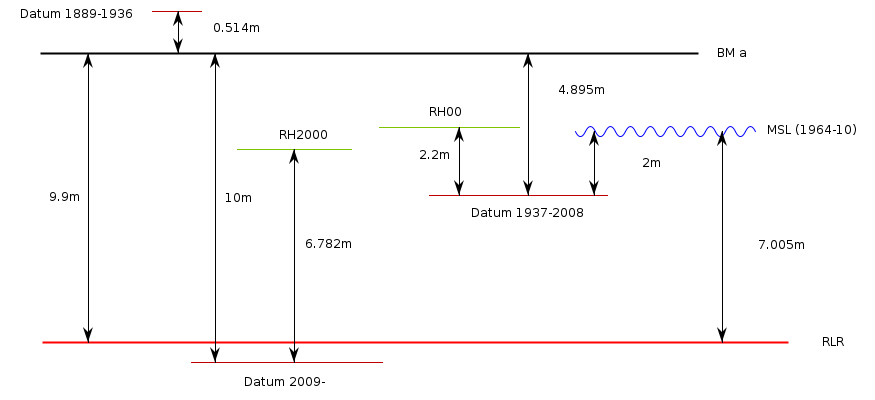 Datum 1889-1936
0.514m
BM a
4.895m
RH00
MSL (1964-10)
RH2000
2.2m
2m
9.9m
10m
Datum 1937-2008
6.782m
7.005m
RLR
Datum 2009-